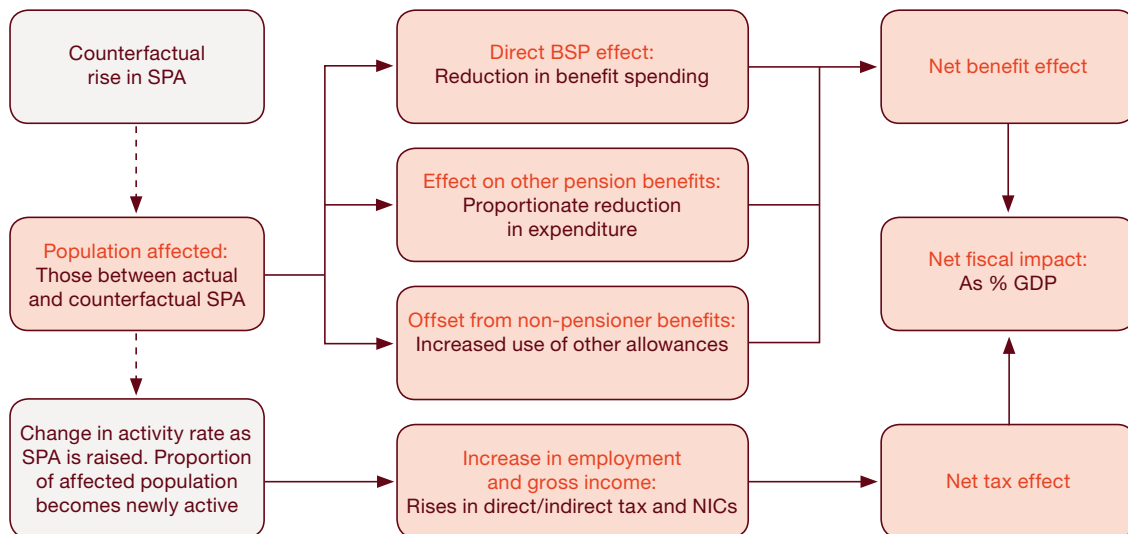 Counterfactual
rise in SPA
Direct BSP effect:
Reduction in benefit spending
Net benefit effect
Effect on other pension benefits:
Proportionate reduction
in expenditure
Population affected:
Those between actual
and counterfactual SPA
Net fiscal impact:
As % GDP
Offset from non-pensioner benefits:
Increased use of other allowances
Change in activity rate as
SPA is raised. Proportion
of affected population
becomes newly active
Increase in employment
and gross income:
Rises in direct/indirect tax and NICs
Net tax effect